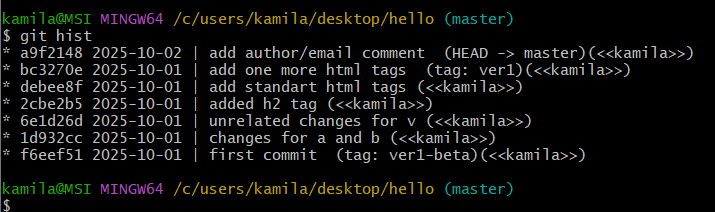 kamila@MSI MINGW64 /c/users/kamila/desktop/hello (master)
$ git hist
* a9f2148 2025-10-02 | add author/email comment  (HEAD -> master)(<<kamila>>)
* bc3270e 2025-10-01 | add one more html tags  (tag: ver1)(<<kamila>>)
* debee8f 2025-10-01 | add standart html tags (<<kamila>>)
* 2cbe2b5 2025-10-01 | added h2 tag (<<kamila>>)
* 6e1d26d 2025-10-01 | unrelated changes for v (<<kamila>>)
* 1d932cc 2025-10-01 | changes for a and b (<<kamila>>)
* f6eef51 2025-10-01 | first commit  (tag: ver1-beta)(<<kamila>>)
kamila@MSI MINGW64 /c/users/kamila/desktop/hello (master)
$